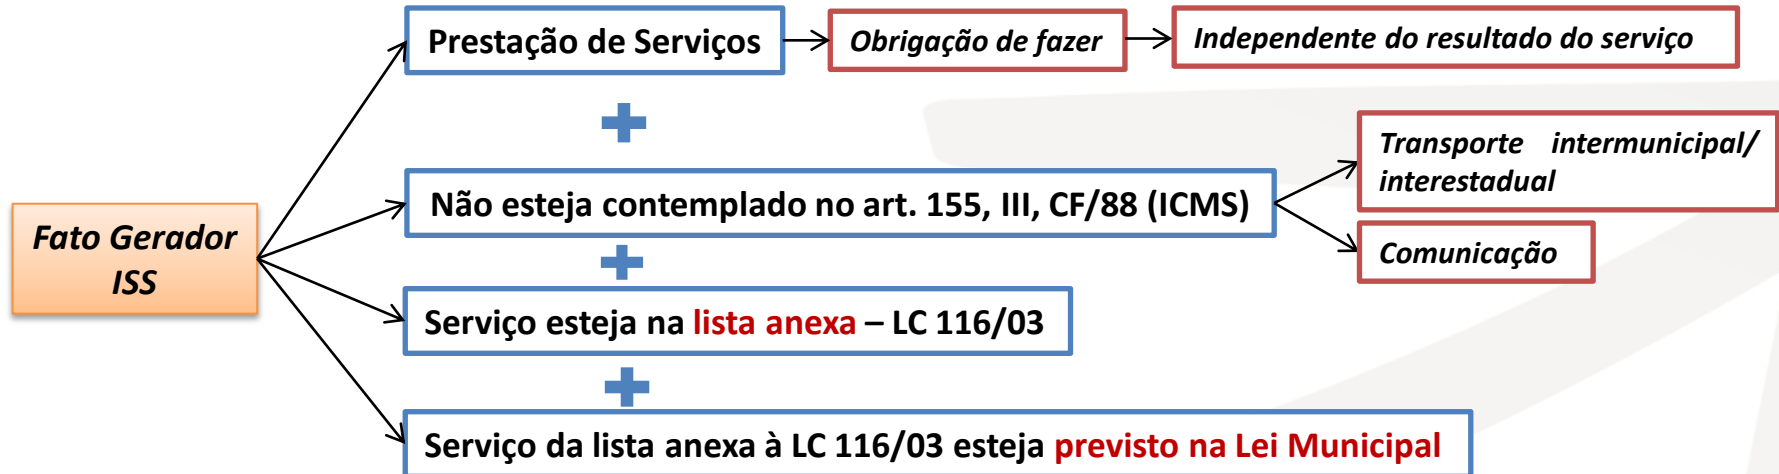 Prestação de Serviços
Obrigação de fazer
Independente do resultado do serviço
Não esteja contemplado no art. 155, III, CF/88 (ICMS)
Transporte intermunicipal/
interestadual
Comunicação
Fato Gerador
ISS
Serviço esteja na lista anexa – LC 116/03
Serviço da lista anexa à LC 116/03 esteja previsto na Lei Municipal